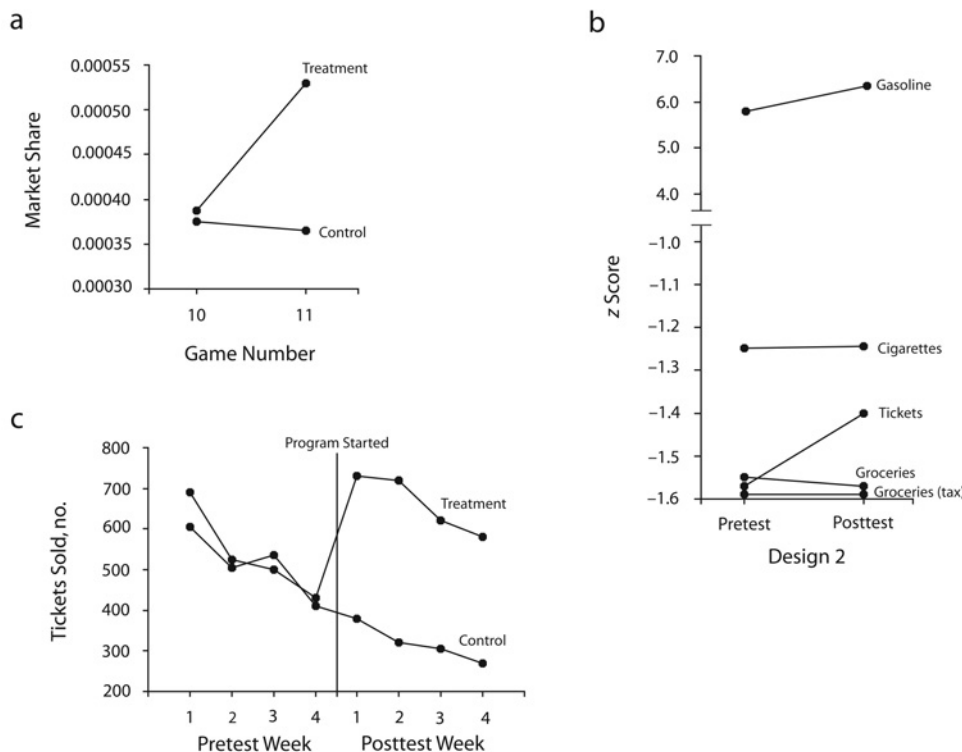 a
0.00055
0.00050
0.00045
0.00040
0.00035
0.00030
Market Share
Treatment
Control
10 11
Game Number
b
7.0
6.0
5.0
4.0
−1.0
−1.1
−1.2
−1.3
−1.4
−1.5
−1.6
z Score
Gasoline
Cigarettes
Tickets
Groceries
Groceries (tax)
Pretest Posttest
Design 2
c
Program Started
800
700
600
500
400
300
200
Tickets Sold, no.
Treatment
Control
1 2 3 4 1 2 3 4
Pretest Week Posttest Week